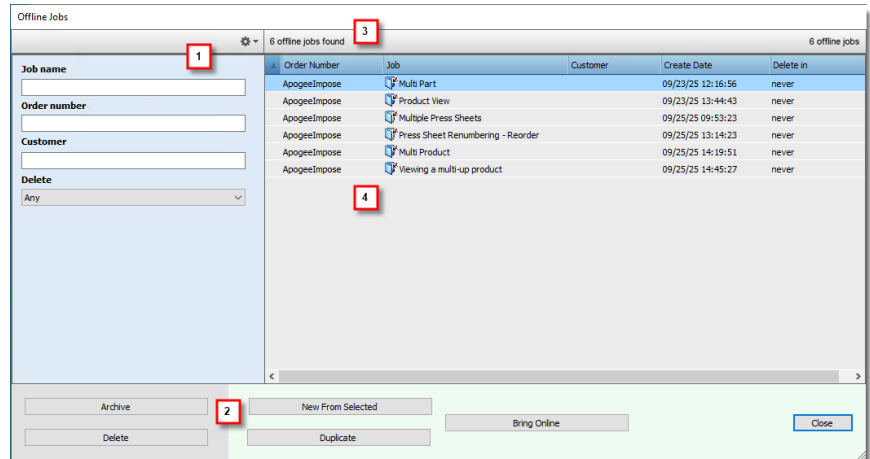 Offline Jobs
1
6 offline jobs found
3
6 offline jobs
Job name
Order number
Customer
Delete
Any
Order Number Job Customer Create Date Delete in
ApogeeImpose Multi Part 09/23/25 12:16:56 never
ApogeeImpose Product View 09/23/25 13:44:43 never
ApogeeImpose Multiple Press Sheets 09/25/25 09:53:23 never
ApogeeImpose Press Sheet Renumbering - Reorder 09/25/25 13:14:23 never
ApogeeImpose Multi Product 09/25/25 14:19:51 never
ApogeeImpose Viewing a multi-up product 09/25/25 14:45:27 never
4
Archive
2
New From Selected
Bring Online
Close
Delete
Duplicate